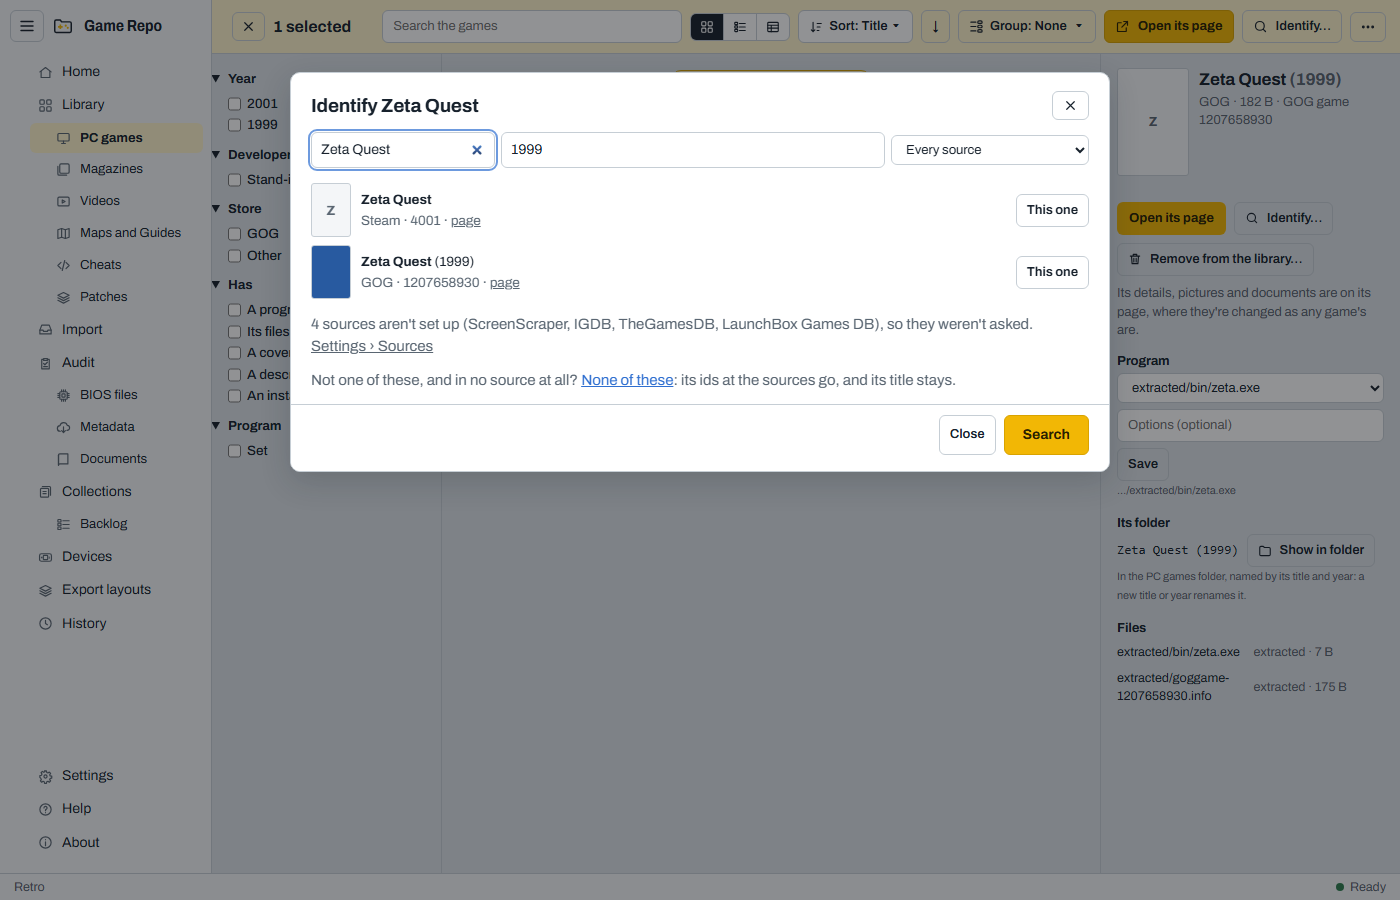 Game Repo
1 selected
Search the games
Sort: Title
Group: None
Open its page
Identify...
Home
Library
PC games
Magazines
Videos
Maps and Guides
Cheats
Patches
Import
Audit
BIOS files
Metadata
Documents
Collections
Backlog
Devices
Export layouts
History
Settings
Help
About
Year
2001
1999
Developer
Stand-i
Store
GOG
Other
Has
A progr
Its files
A cove
A desc
An inst
Program
Set
Identify Zeta Quest
Zeta Quest
1999
Every source
Z
Zeta Quest
Steam · 4001 · page
This one
Zeta Quest (1999)
GOG · 1207658930 · page
This one
4 sources aren't set up (ScreenScraper, IGDB, TheGamesDB, LaunchBox Games DB), so they weren't asked.
Settings › Sources
Not one of these, and in no source at all? None of these: its ids at the sources go, and its title stays.
Close
Search
Z
Zeta Quest (1999)
GOG · 182 B · GOG game
1207658930
Open its page
Identify...
Remove from the library...
Its details, pictures and documents are on its
page, where they're changed as any game's
are.
Program
extracted/bin/zeta.exe
Options (optional)
Save
.../extracted/bin/zeta.exe
Its folder
Zeta Quest (1999)
Show in folder
In the PC games folder, named by its title and year: a
new title or year renames it.
Files
extracted/bin/zeta.exe
extracted · 7 B
extracted/goggame-
1207658930.info
extracted · 175 B
Retro
Ready